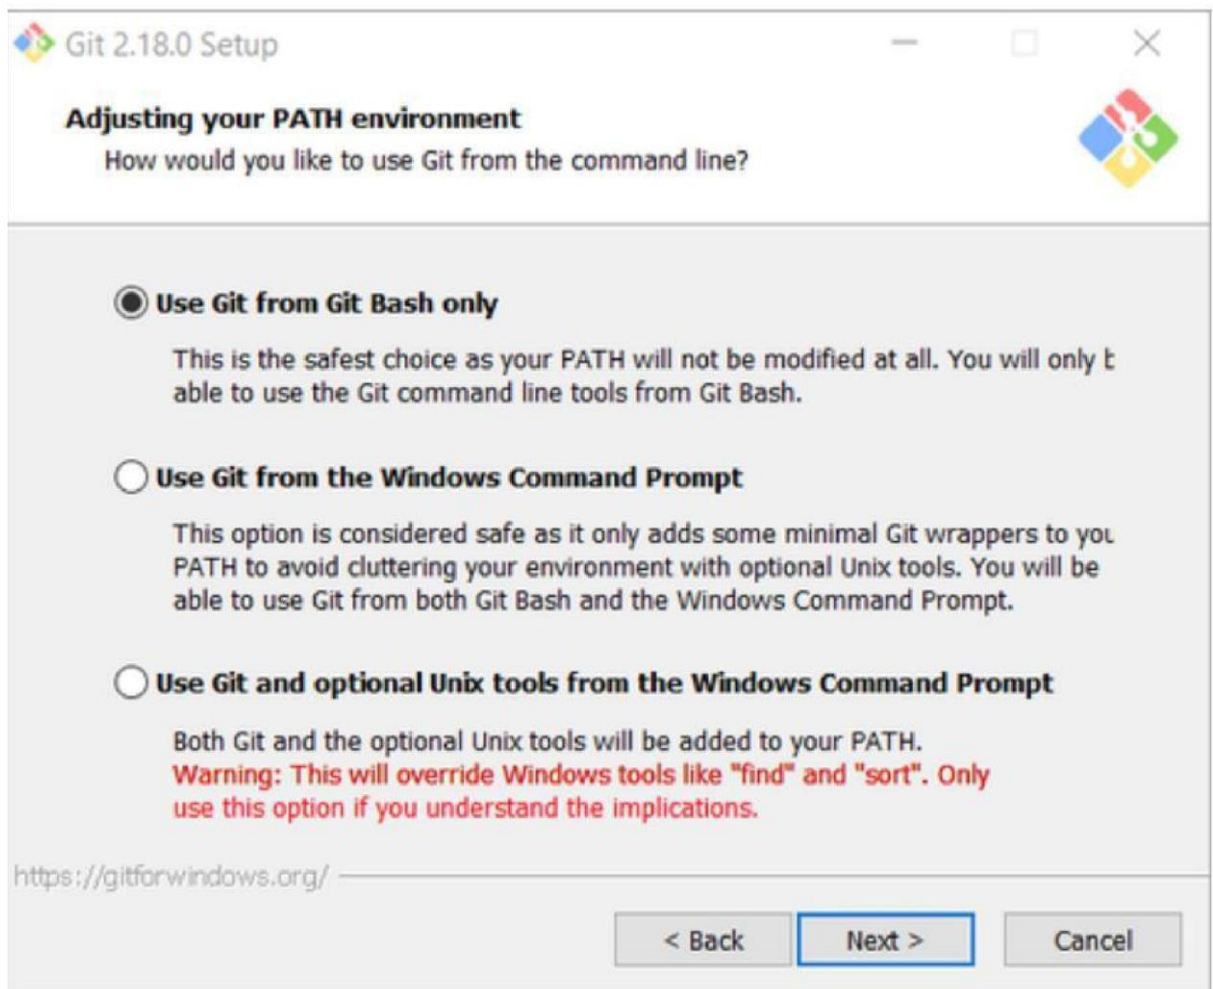 Git 2.18.0 Setup
Adjusting your PATH environment
How would you like to use Git from the command line?
Use Git from Git Bash only
This is the safest choice as your PATH will not be modified at all. You will only b
able to use the Git command line tools from Git Bash.
Use Git from the Windows Command Prompt
This option is considered safe as it only adds some minimal Git wrappers to you
PATH to avoid cluttering your environment with optional Unix tools. You will be
able to use Git from both Git Bash and the Windows Command Prompt.
Use Git and optional Unix tools from the Windows Command Prompt
Both Git and the optional Unix tools will be added to your PATH.
Warning: This will override Windows tools like "find" and "sort". Only
use this option if you understand the implications.
https://gitforwindows.org/
< Back Next > Cancel